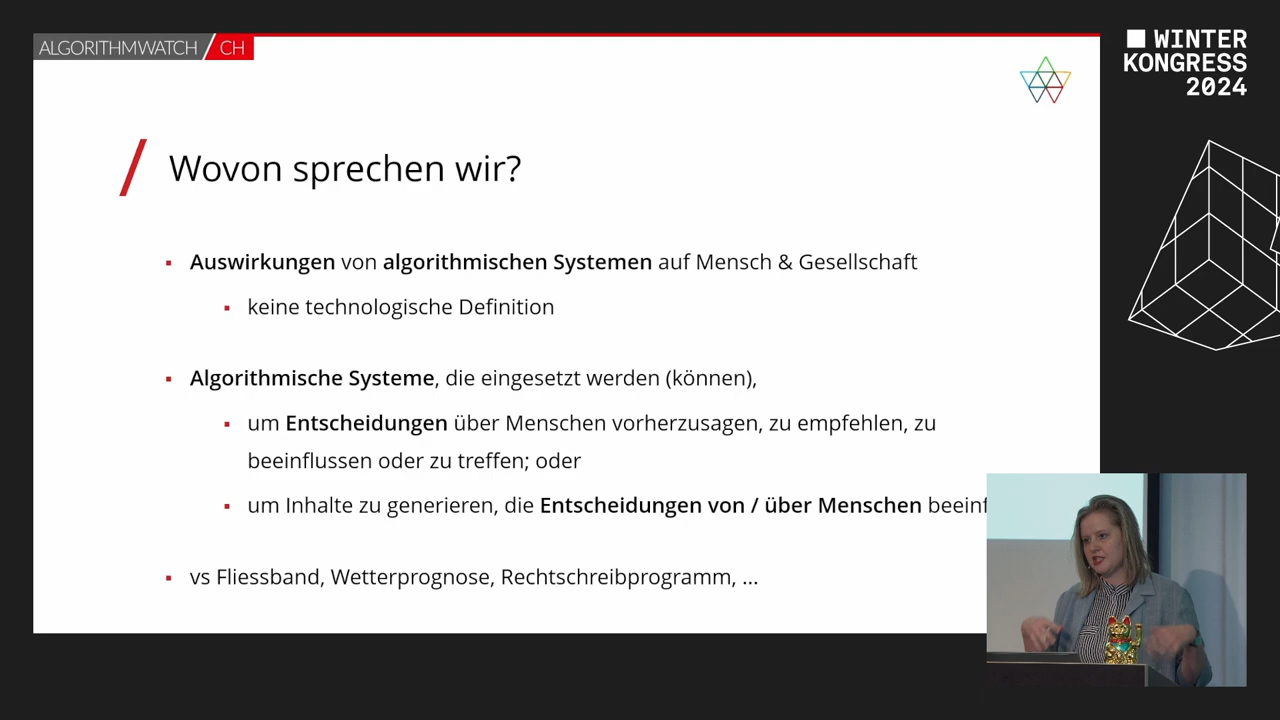 ALGORITHMWATCH / CH
WINTER
KONGRESS
2024
Wovon sprechen wir?
Auswirkungen von algorithmischen Systemen auf Mensch & Gesellschaft
keine technologische Definition
Algorithmische Systeme, die eingesetzt werden (können),
um Entscheidungen über Menschen vorherzusagen, zu empfehlen, zu
beeinflussen oder zu treffen; oder
um Inhalte zu generieren, die Entscheidungen von / über Menschen
vs Fliessband, Wetterprognose, Rechtschreibprogramm, ...